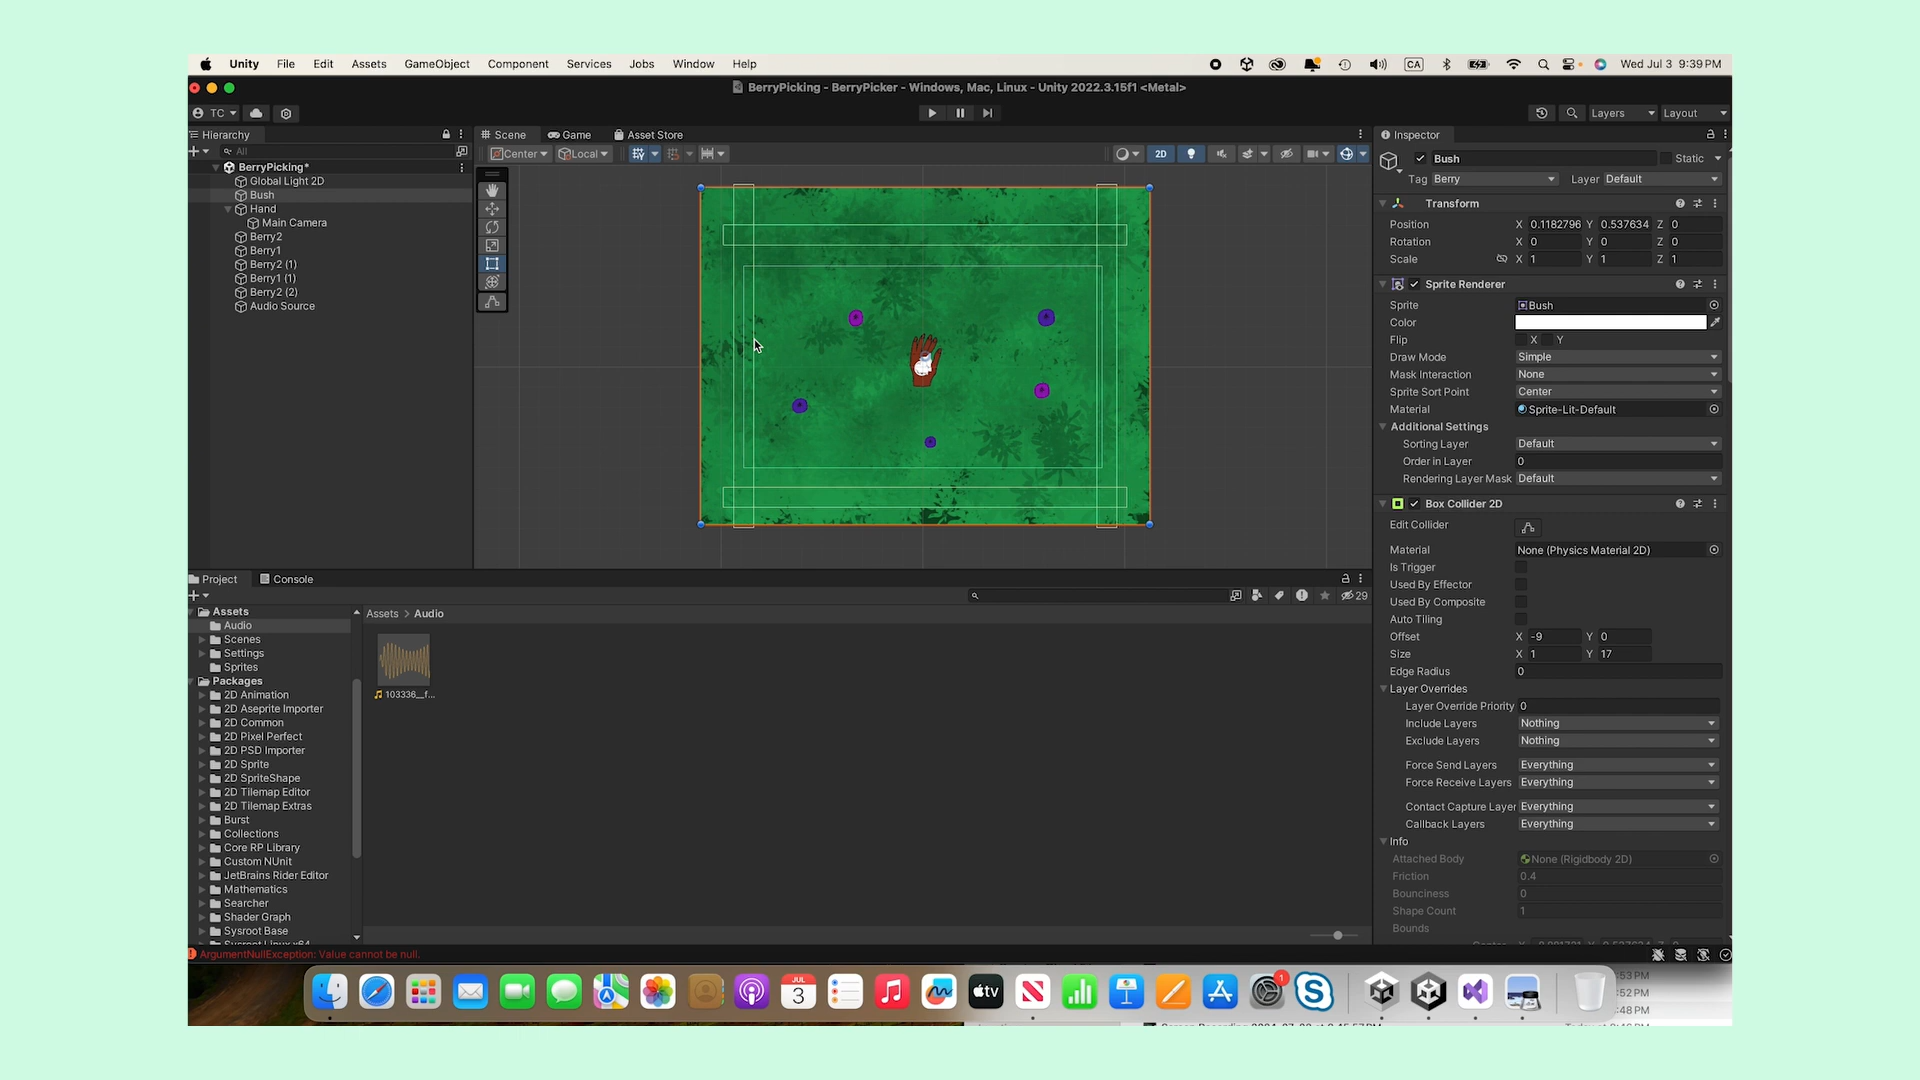 Unity File Edit Assets GameObject Component Services Jobs Window Help CA Wed Jul 3 9:39 PM
BerryPicking - BerryPicker - Windows, Mac, Linux - Unity 2022.3.15f1 <Metal>
TC Layers Layout
Hierarchy
All
BerryPicking*
Global Light 2D
Bush
Hand
Main Camera
Berry2
Berry1
Berry2 (1)
Berry1 (1)
Berry2 (2)
Audio Source
Scene Game Asset Store
Center Local 2D
Inspector
Bush Static
Tag Berry Layer Default
Transform
Position X 0.1182796 Y 0.537634 Z 0
Rotation X 0 Y 0 Z 0
Scale X 1 Y 1 Z 1
Sprite Renderer
Sprite Bush
Color
Flip X Y
Draw Mode Simple
Mask Interaction None
Sprite Sort Point Center
Material Sprite-Lit-Default
Additional Settings
Sorting Layer Default
Order in Layer 0
Rendering Layer Mask Default
Box Collider 2D
Edit Collider
Material None (Physics Material 2D)
Is Trigger
Used By Effector
Used By Composite
Auto Tiling
Offset X -9 Y 0
Size X 1 Y 17
Edge Radius 0
Layer Overrides
Layer Override Priority 0
Include Layers Nothing
Exclude Layers Nothing
Force Send Layers Everything
Force Receive Layers Everything
Contact Capture Layer Everything
Callback Layers Everything
Info
Attached Body None (Rigidbody 2D)
Friction 0.4
Bounciness 0
Shape Count 1
Bounds
Project Console
29
Assets
Audio
Scenes
Settings
Sprites
Packages
2D Animation
2D Aseprite Importer
2D Common
2D Pixel Perfect
2D PSD Importer
2D Sprite
2D SpriteShape
2D Tilemap Editor
2D Tilemap Extras
Burst
Collections
Core RP Library
Custom NUnit
JetBrains Rider Editor
Mathematics
Searcher
Shader Graph
Sysroot Base
Assets > Audio
103336__f...
ArgumentNullException: Value cannot be null.
JUL
3
tv
1
:53 PM
:52 PM
:48 PM